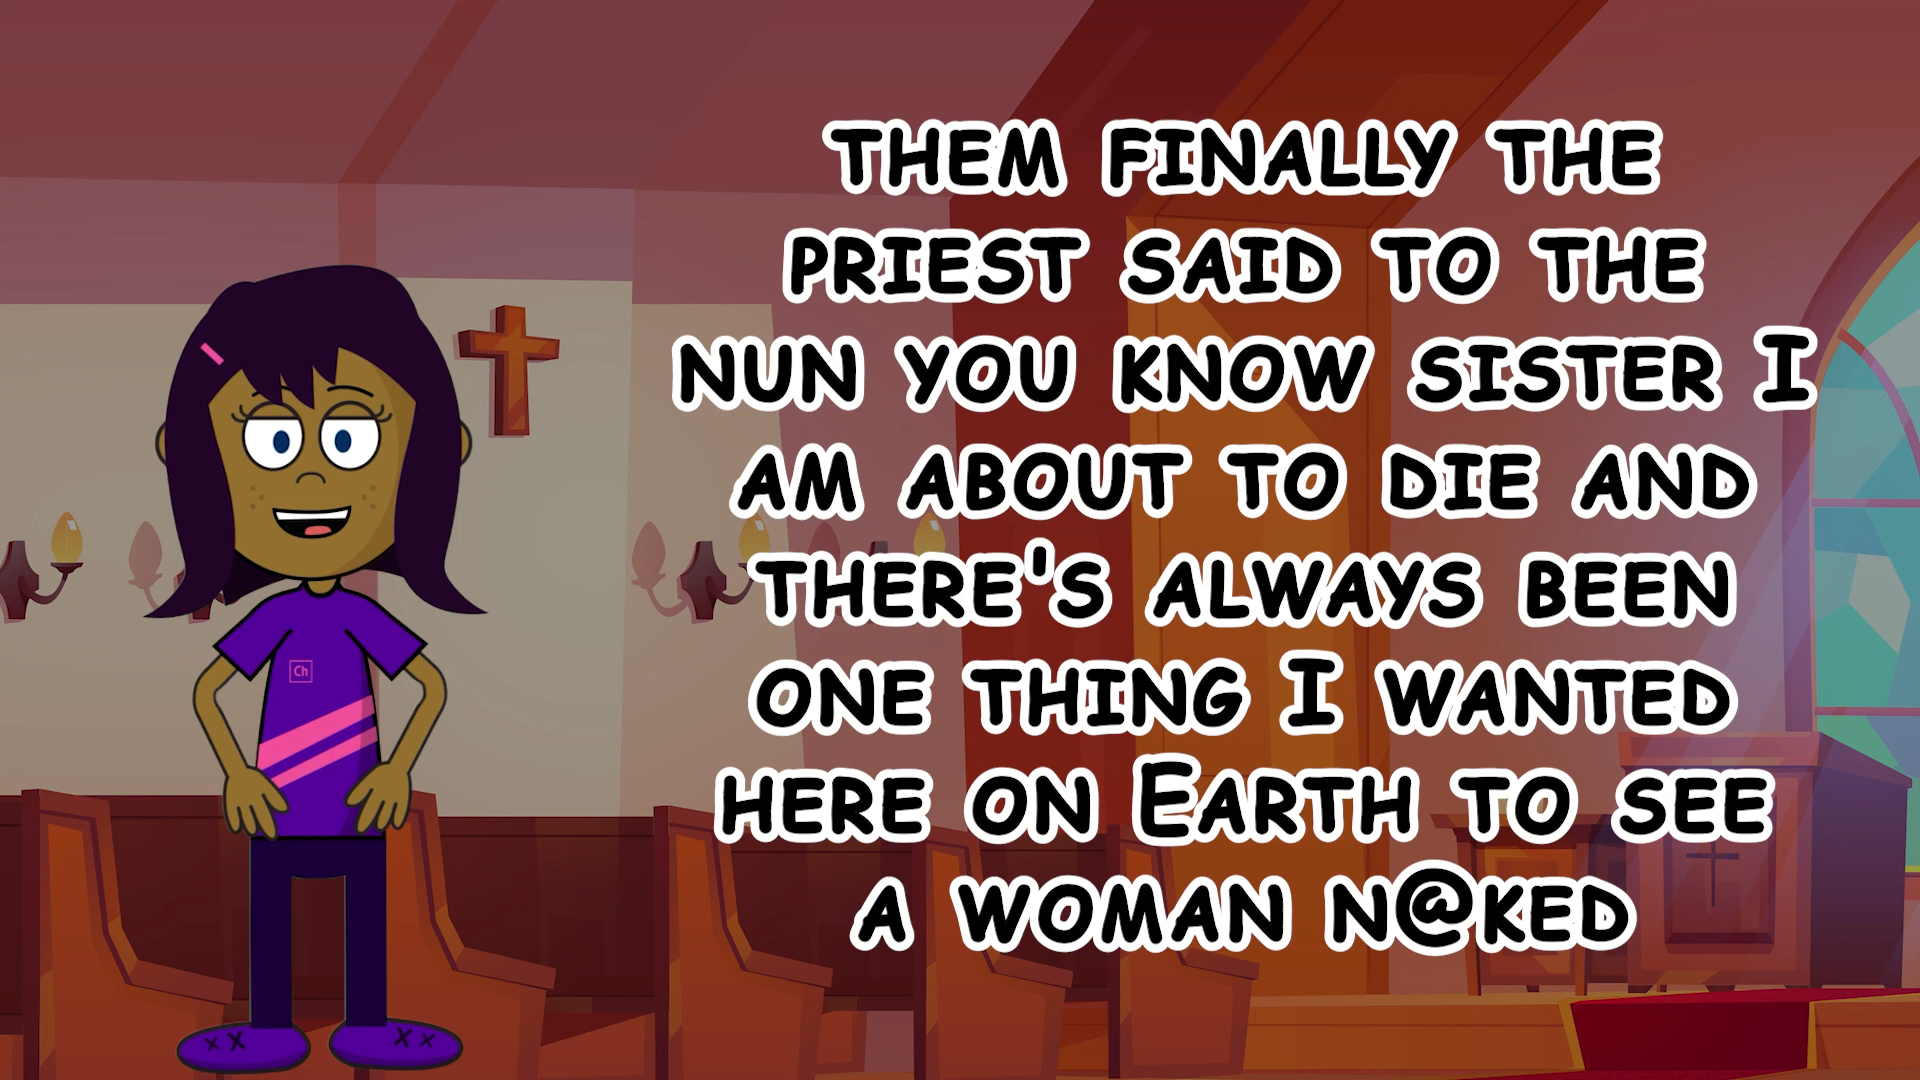 THEM FINALLY THE
PRIEST SAID TO THE
NUN YOU KNOW SISTER I
AM ABOUT TO DIE AND
THERE'S ALWAYS BEEN
ONE THING I WANTED
HERE ON EARTH TO SEE
A WOMAN N@KED
Ch